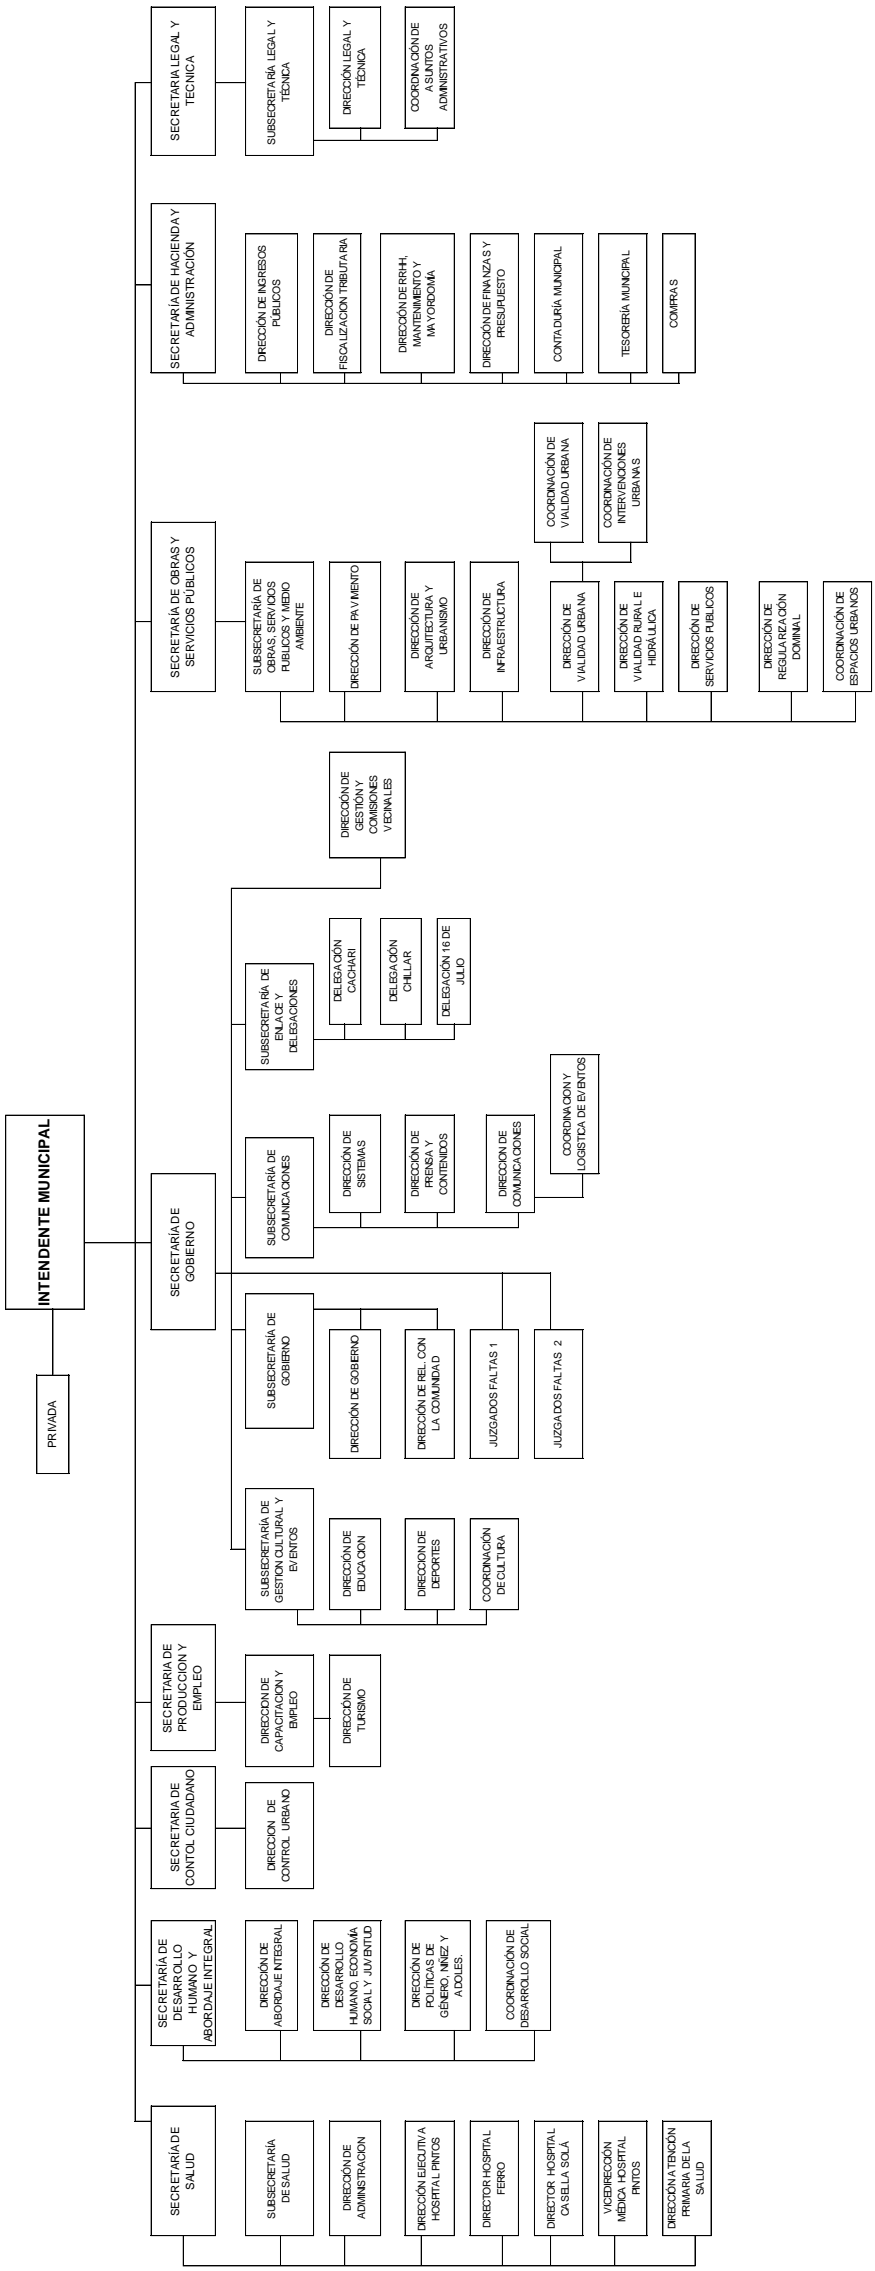 INTENDENTE MUNICIPAL
PRIVADA
SECRETARÍA DE
SALUD
SUBSECRETARÍA
DE SALUD
DIRECCIÓN DE
ADMINISTRACION
DIRECCIÓN EJECUTIVA
HOSPITAL PINTOS
DIRECTOR HOSPITAL
FERRO
DIRECTOR HOSPITAL
CASELLA SOLÁ
VICEDIRECCIÓN
MÉDICA HOSPITAL
PINTOS
DIRECCIÓN ATENCIÓN
PRIMARIA DE LA
SALUD
SECRETARÍA DE
DESARROLLO
HUMANO Y
ABORDAJE INTEGRAL
DIRECCIÓN DE
ABORDAJE INTEGRAL
DIRECCIÓN DE
DESARROLLO
HUMANO, ECONOMÍA
SOCIAL Y JUVENTUD
DIRECCIÓN DE
POLÍTICAS DE
GÉNERO, NIÑEZ Y
ADOLES.
COORDINACIÓN DE
DESARROLLO SOCIAL
SECRETARIA DE
CONTOL CIUDADANO
DIRECCION DE
CONTROL URBANO
SECRETARIA DE
PRODUCCION Y
EMPLEO
DIRECCION DE
CAPACITACION Y
EMPLEO
DIRECCIÓN DE
TURISMO
SECRETARÍA DE
GOBIERNO
SUBSECRETARÍA DE
GESTION CULTURAL Y
EVENTOS
DIRECCIÓN DE
EDUCACION
DIRECCION DE
DEPORTES
COORDINACIÓN
DE CULTURA
SUBSECRETARÍA DE
GOBIERNO
DIRECCIÓN DE GOBIERNO
DIRECCIÓN DE REL. CON
LA COMUNIDAD
JUZGADOS FALTAS 1
JUZGADOS FALTAS 2
SUBSECRETARÍA DE
COMUNICACIONES
DIRECCIÓN DE
SISTEMAS
DIRECCIÓN DE
PRENSA Y
CONTENIDOS
DIRECCION DE
COMUNICACIONES
COORDINACION Y
LOGISTICA DE EVENTOS
SUBSECRETARÍA DE
ENLACE Y
DELEGACIONES
DELEGACIÓN
CACHARI
DELEGACIÓN
CHILLAR
DELEGACIÓN 16 DE
JULIO
DIRECCIÓN DE
GESTIÓN Y
COMISIONES
VECINALES
SECRETARÍA DE OBRAS Y
SERVICIOS PÚBLICOS
SUBSECRETARÍA DE
OBRAS, SERVICIOS
PUBLICOS Y MEDIO
AMBIENTE
DIRECCIÓN DE PAVIMENTO
DIRECCIÓN DE
ARQUITECTURA Y
URBANISMO
DIRECCIÓN DE
INFRAESTRUCTURA
DIRECCIÓN DE
VIALIDAD URBANA
COORDINACIÓN DE
VIALIDAD URBANA
COORDINACIÓN DE
INTERVENCIONES
URBANAS
DIRECCIÓN DE
VIALIDAD RURAL E
HIDRÁULICA
DIRECCIÓN DE
SERVICIOS PUBLICOS
DIRECCIÓN DE
REGULARIZACIÓN
DOMINIAL
COORDINACIÓN DE
ESPACIOS URBANOS
SECRETARÍA DE HACIENDA Y
ADMINISTRACIÓN
DIRECCIÓN DE INGRESOS
PÚBLICOS
DIRECCIÓN DE
FISCALIZACION TRIBUTARIA
DIRECCIÓN DE RRHH,
MANTENIMIENTO Y
MAYORDOMÍA
DIRECCIÓN DE FINANZAS Y
PRESUPUESTO
CONTADURÍA MUNICIPAL
TESORERÍA MUNICIPAL
COMPRAS
SECRETARIA LEGAL Y
TECNICA
SUBSECRETARÍA LEGAL Y
TÉCNICA
DIRECCIÓN LEGAL Y
TÉCNICA
COORDINACIÓN DE
ASUNTOS
ADMINISTRATIVOS